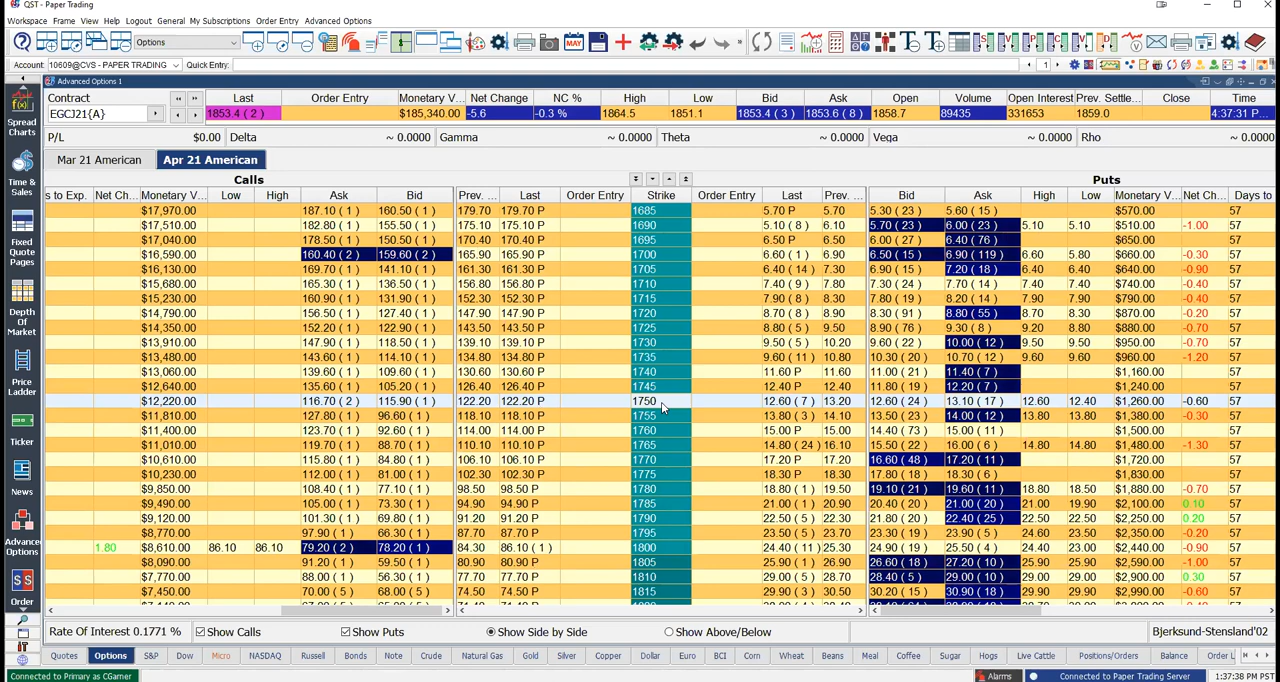 QST - Paper Trading
Workspace Frame View Help Logout General My Subscriptions Order Entry Advanced Options
Options
Account: 10609@CVS - PAPER TRADING Quick Entry: 1
Advanced Options 1
Contract Last Order Entry Monetary V... Net Change NC % High Low Bid Ask Open Volume Open Interest Prev. Settle... Close Time
EGCJ21{A} 1853.4 ( 2 ) $185,340.00 -5.6 -0.3 % 1864.5 1851.1 1853.4 ( 3 ) 1853.6 ( 8 ) 1858.7 89435 331653 1859.0 4:37:31 P...
P/L $0.00 Delta ~ 0.0000 Gamma ~ 0.0000 Theta ~ 0.0000 Vega ~ 0.0000 Rho ~ 0.0000
Mar 21 American Apr 21 American
Calls Puts
s to Exp. Net Ch... Monetary V... Low High Ask Bid Prev. ... Last Order Entry Strike Order Entry Last Prev. ... Bid Ask High Low Monetary V... Net Ch... Days to
$17,970.00 187.10 ( 1 ) 160.50 ( 1 ) 179.70 179.70 P 1685 5.70 P 5.70 5.30 ( 23 ) 5.60 ( 15 ) $570.00 57
$17,510.00 182.80 ( 1 ) 155.50 ( 1 ) 175.10 175.10 P 1690 5.10 ( 8 ) 6.10 5.70 ( 23 ) 6.00 ( 23 ) 5.10 5.10 $510.00 -1.00 57
$17,040.00 178.50 ( 1 ) 150.50 ( 1 ) 170.40 170.40 P 1695 6.50 P 6.50 6.00 ( 27 ) 6.40 ( 76 ) $650.00 57
$16,590.00 160.40 ( 2 ) 159.60 ( 2 ) 165.90 165.90 P 1700 6.60 ( 1 ) 6.90 6.50 ( 15 ) 6.90 ( 119 ) 6.60 5.80 $660.00 -0.30 57
$16,130.00 169.70 ( 1 ) 141.10 ( 1 ) 161.30 161.30 P 1705 6.40 ( 14 ) 7.30 6.90 ( 15 ) 7.20 ( 18 ) 6.40 6.40 $640.00 -0.90 57
$15,680.00 165.30 ( 1 ) 136.50 ( 1 ) 156.80 156.80 P 1710 7.40 ( 9 ) 7.80 7.30 ( 24 ) 7.70 ( 14 ) 7.40 7.40 $740.00 -0.40 57
$15,230.00 160.90 ( 1 ) 131.90 ( 1 ) 152.30 152.30 P 1715 7.90 ( 8 ) 8.30 7.80 ( 19 ) 8.20 ( 14 ) 7.90 7.90 $790.00 -0.40 57
$14,790.00 156.50 ( 1 ) 127.40 ( 1 ) 147.90 147.90 P 1720 8.70 ( 8 ) 8.90 8.30 ( 91 ) 8.80 ( 55 ) 8.70 8.30 $870.00 -0.20 57
$14,350.00 152.20 ( 1 ) 122.90 ( 1 ) 143.50 143.50 P 1725 8.80 ( 5 ) 9.50 8.90 ( 76 ) 9.30 ( 8 ) 9.20 8.80 $880.00 -0.70 57
$13,910.00 147.90 ( 1 ) 118.50 ( 1 ) 139.10 139.10 P 1730 9.50 ( 5 ) 10.20 9.60 ( 22 ) 10.00 ( 12 ) 9.50 9.50 $950.00 -0.70 57
$13,480.00 143.60 ( 1 ) 114.10 ( 1 ) 134.80 134.80 P 1735 9.60 ( 11 ) 10.80 10.30 ( 20 ) 10.70 ( 12 ) 9.60 9.60 $960.00 -1.20 57
$13,060.00 139.60 ( 1 ) 109.60 ( 1 ) 130.60 130.60 P 1740 11.60 P 11.60 11.00 ( 21 ) 11.40 ( 7 ) $1,160.00 57
$12,640.00 135.60 ( 1 ) 105.20 ( 1 ) 126.40 126.40 P 1745 12.40 P 12.40 11.80 ( 19 ) 12.20 ( 7 ) $1,240.00 57
$12,220.00 116.70 ( 2 ) 115.90 ( 1 ) 122.20 122.20 P 1750 12.60 ( 7 ) 13.20 12.60 ( 24 ) 13.10 ( 17 ) 12.60 12.40 $1,260.00 -0.60 57
$11,810.00 127.80 ( 1 ) 96.60 ( 1 ) 118.10 118.10 P 1755 13.80 ( 3 ) 14.10 13.50 ( 23 ) 14.00 ( 12 ) 13.80 13.80 $1,380.00 -0.30 57
$11,400.00 123.70 ( 1 ) 92.60 ( 1 ) 114.00 114.00 P 1760 15.00 P 15.00 14.40 ( 73 ) 15.00 ( 11 ) $1,500.00 57
$11,010.00 119.70 ( 1 ) 88.70 ( 1 ) 110.10 110.10 P 1765 14.80 ( 24 ) 16.10 15.50 ( 22 ) 16.00 ( 6 ) 14.80 14.80 $1,480.00 -1.30 57
$10,610.00 115.80 ( 1 ) 84.80 ( 1 ) 106.10 106.10 P 1770 17.20 P 17.20 16.60 ( 48 ) 17.20 ( 11 ) $1,720.00 57
$10,230.00 112.00 ( 1 ) 81.00 ( 1 ) 102.30 102.30 P 1775 18.30 P 18.30 17.80 ( 18 ) 18.30 ( 6 ) $1,830.00 57
$9,850.00 108.40 ( 1 ) 77.10 ( 1 ) 98.50 98.50 P 1780 18.80 ( 1 ) 19.50 19.10 ( 21 ) 19.60 ( 11 ) 18.80 18.50 $1,880.00 -0.70 57
$9,490.00 105.00 ( 1 ) 73.30 ( 1 ) 94.90 94.90 P 1785 21.00 ( 1 ) 20.90 20.40 ( 20 ) 21.00 ( 20 ) 21.00 19.90 $2,100.00 0.10 57
$9,120.00 101.30 ( 1 ) 69.80 ( 1 ) 91.20 91.20 P 1790 22.50 ( 5 ) 22.30 21.80 ( 20 ) 22.40 ( 25 ) 22.50 22.50 $2,250.00 0.20 57
$8,770.00 97.90 ( 1 ) 66.30 ( 1 ) 87.70 87.70 P 1795 23.50 ( 5 ) 23.70 23.30 ( 19 ) 23.90 ( 5 ) 24.60 23.50 $2,350.00 -0.20 57
1.80 $8,610.00 86.10 86.10 79.20 ( 2 ) 78.20 ( 1 ) 84.30 86.10 ( 1 ) 1800 24.40 ( 11 ) 25.30 24.90 ( 19 ) 25.50 ( 4 ) 26.00 24.00 $2,440.00 -0.90 57
$8,090.00 91.20 ( 1 ) 59.50 ( 1 ) 80.90 80.90 P 1805 25.90 ( 1 ) 26.90 26.60 ( 18 ) 27.20 ( 10 ) 25.90 25.90 $2,590.00 -1.00 57
$7,770.00 88.00 ( 1 ) 56.30 ( 1 ) 77.70 77.70 P 1810 29.00 ( 5 ) 28.70 28.40 ( 5 ) 29.00 ( 10 ) 29.00 29.00 $2,900.00 0.30 57
$7,450.00 70.00 ( 5 ) 68.00 ( 5 ) 74.50 74.50 P 1815 29.90 ( 3 ) 30.50 30.20 ( 15 ) 30.90 ( 18 ) 31.50 29.90 $2,990.00 -0.60 57
Rate Of Interest 0.1771 % Show Calls Show Puts Show Side by Side Show Above/Below Bjerksund-Stensland'02
Quotes Options S&P Dow Micro NASDAQ Russell Bonds Note Crude Natural Gas Gold Silver Copper Dollar Euro BCI Corn Wheat Beans Meal Coffee Sugar Hogs Live Cattle Positions/Orders Balance Order L
Connected to Primary as CGamer Alarms Connected to Paper Trading Server 1:37:38 PM PST
Spread
Charts
Time &
Sales
Fixed
Quote
Pages
Depth
Of
Market
Price
Ladder
Ticker
News
Advanced
Options
Order